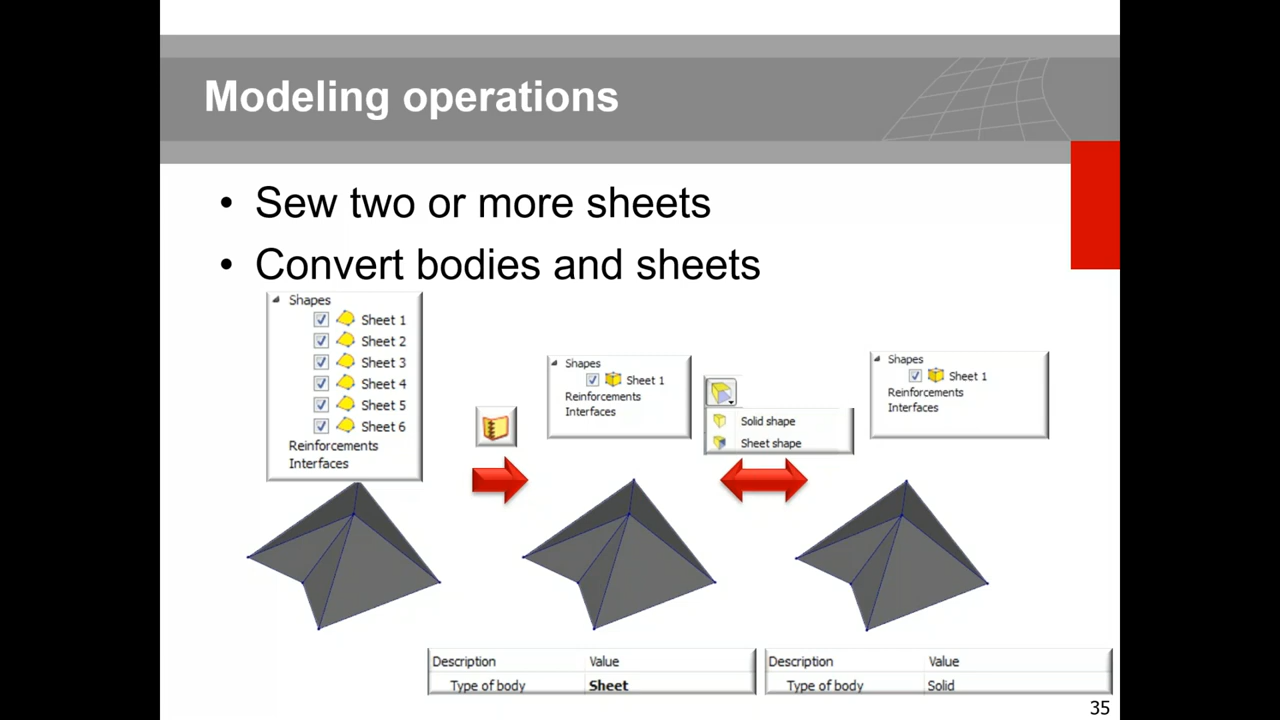 Modeling operations
• Sew two or more sheets
• Convert bodies and sheets
Shapes
Sheet 1
Sheet 2
Sheet 3
Sheet 4
Sheet 5
Sheet 6
Reinforcements
Interfaces
Shapes
Sheet 1
Reinforcements
Interfaces
Solid shape
Sheet shape
Shapes
Sheet 1
Reinforcements
Interfaces
Description Value
Type of body Sheet
Description Value
Type of body Solid
35